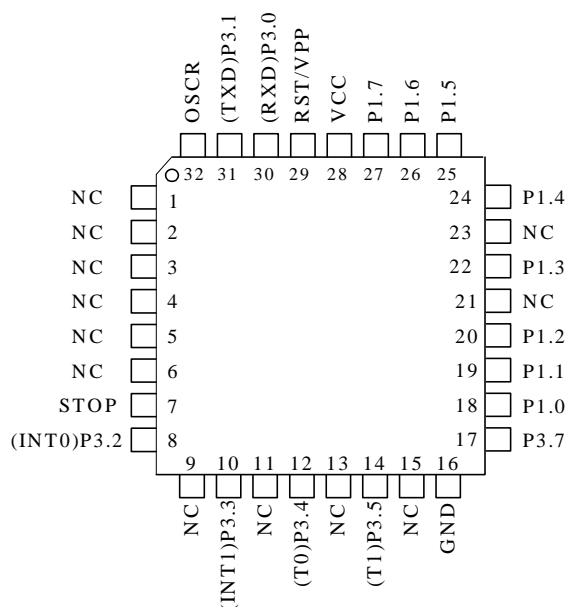 OSCR
(TXD)P3.1
(RXD)P3.0
RST/VPP
VCC
P1.7
P1.6
P1.5
32 31 30 29 28 27 26 25
NC 1 24 P1.4
NC 2 23 NC
NC 3 22 P1.3
NC 4 21 NC
NC 5 20 P1.2
NC 6 19 P1.1
STOP 7 18 P1.0
(INT0)P3.2 8 17 P3.7
9 10 11 12 13 14 15 16
NC
(INT1)P3.3
NC
(T0)P3.4
NC
(T1)P3.5
NC
GND